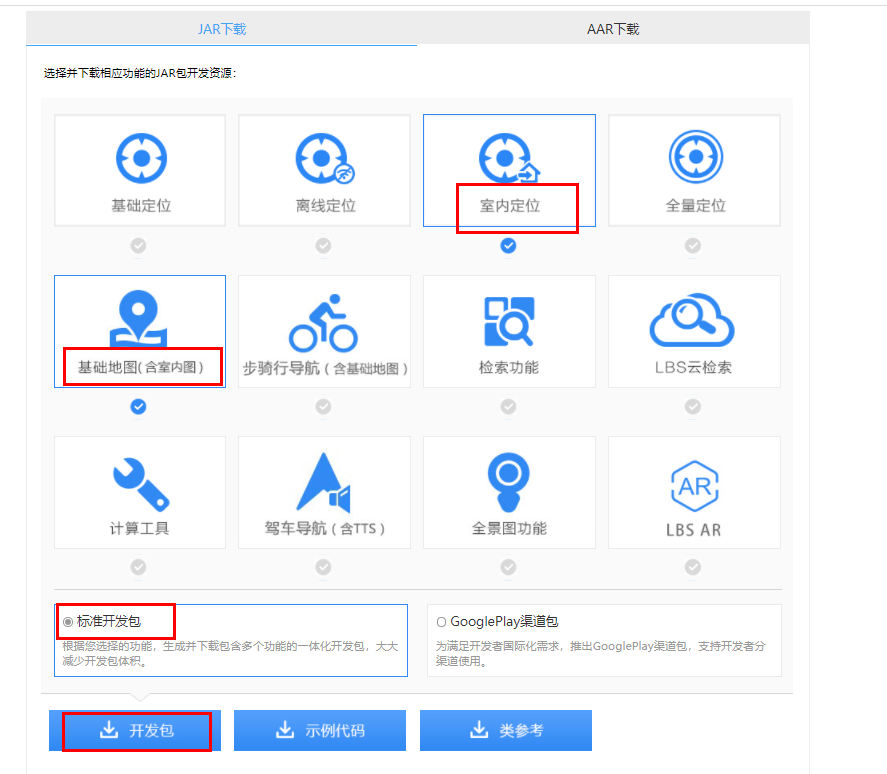 JAR下载
AAR下载
选择并下载相应功能的JAR包开发资源：
基础定位
离线定位
室内定位
全量定位
基础地图(含室内图)
步骑行导航(含基础地图)
检索功能
LBS云检索
计算工具
驾车导航(含TTS)
全景图功能
AR
LBS AR
标准开发包
根据您选择的功能，生成并下载包含多个功能的一体化开发包，大大
减少开发包体积。
GooglePlay渠道包
为满足开发者国际化需求，推出GooglePlay渠道包，支持开发者分
渠道使用。
开发包
示例代码
类参考